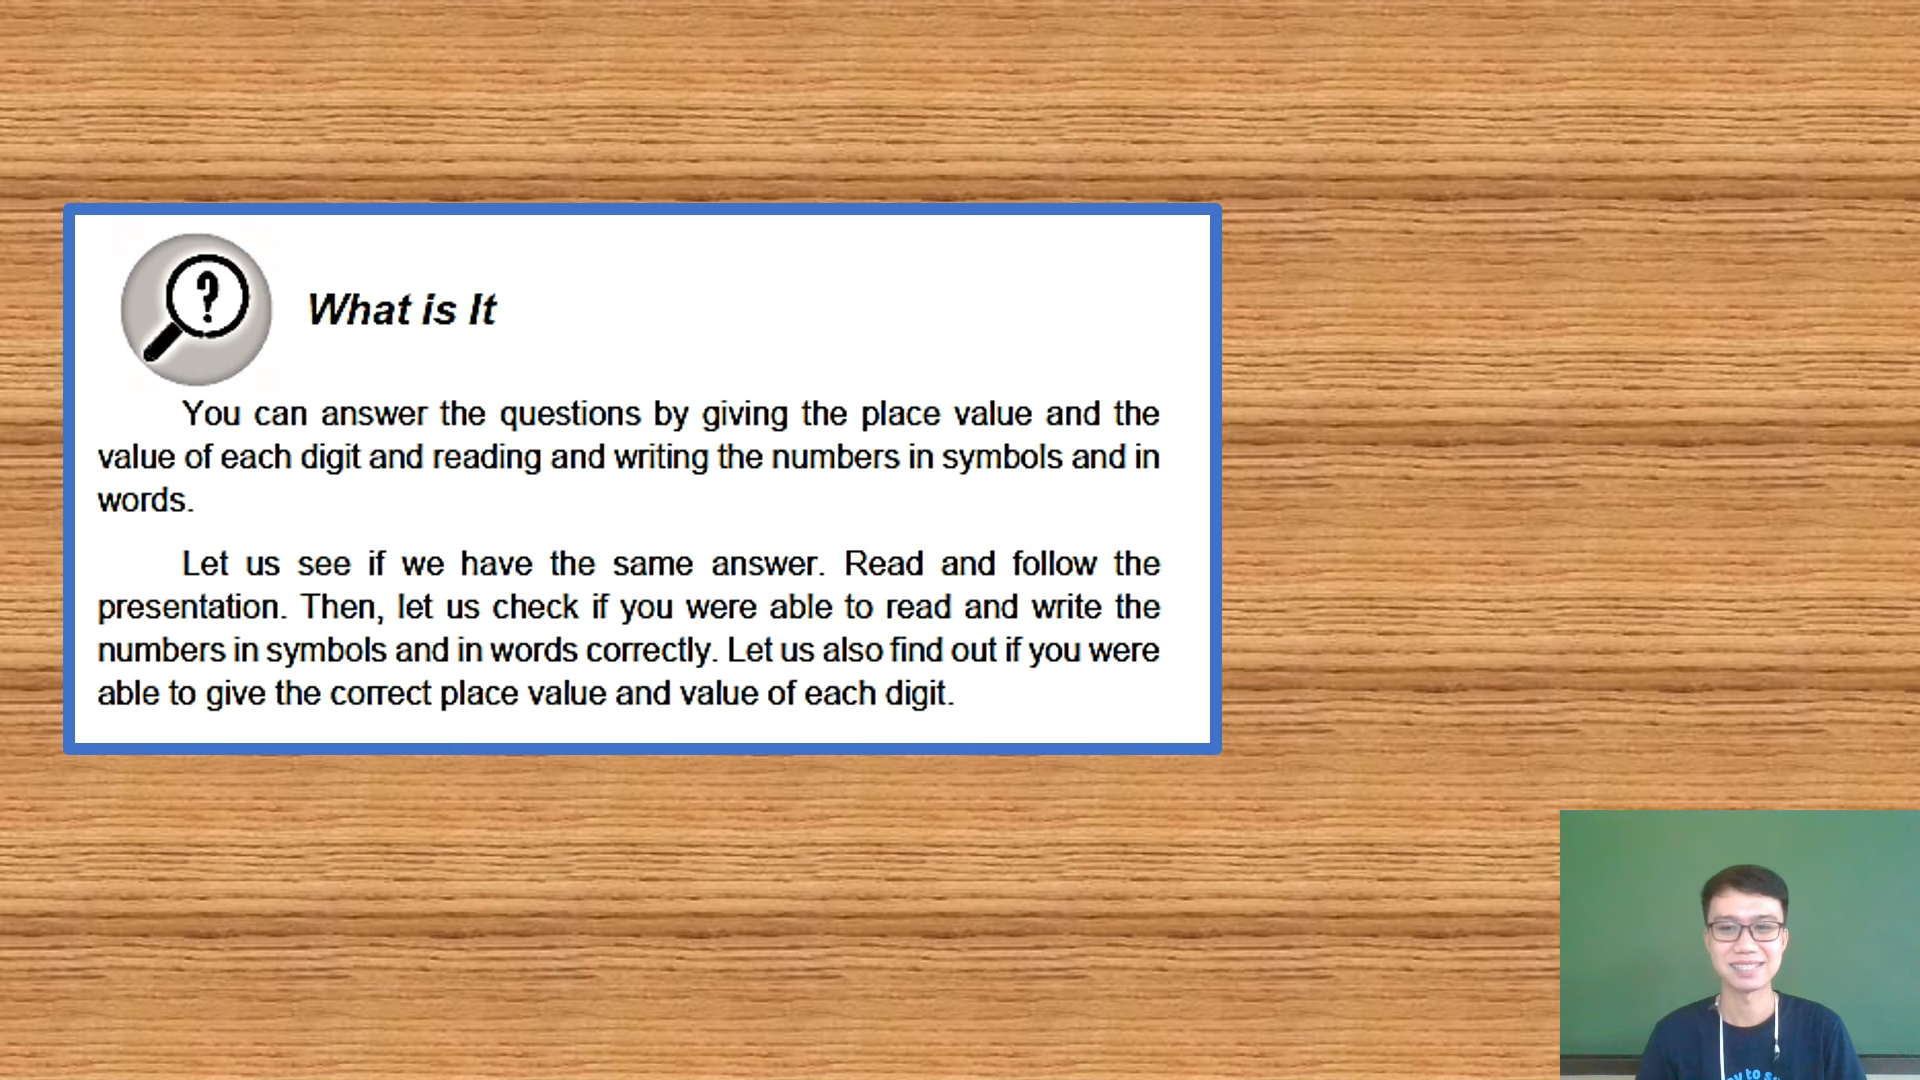 ?
What is It
You can answer the questions by giving the place value and the
value of each digit and reading and writing the numbers in symbols and in
words.
Let us see if we have the same answer. Read and follow the
presentation. Then, let us check if you were able to read and write the
numbers in symbols and in words correctly. Let us also find out if you were
able to give the correct place value and value of each digit.
to